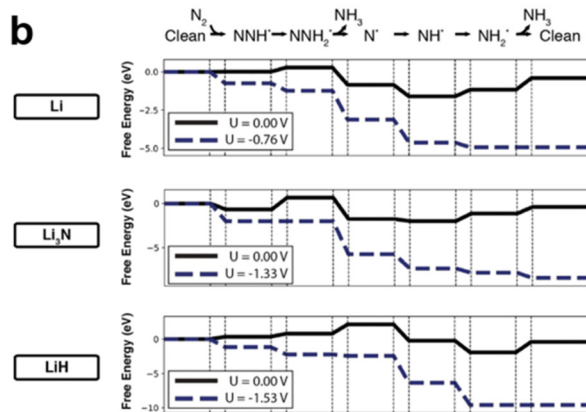 b
N₂ NH₃ NH₃
Clean NNH* NNH₂* N* NH* NH₂* Clean
Li
Free Energy (eV)
0.0
-2.5
-5.0
U = 0.00 V
U = -0.76 V
Li₃N
Free Energy (eV)
0
-5
U = 0.00 V
U = -1.33 V
LiH
Free Energy (eV)
0
-5
-10
U = 0.00 V
U = -1.53 V